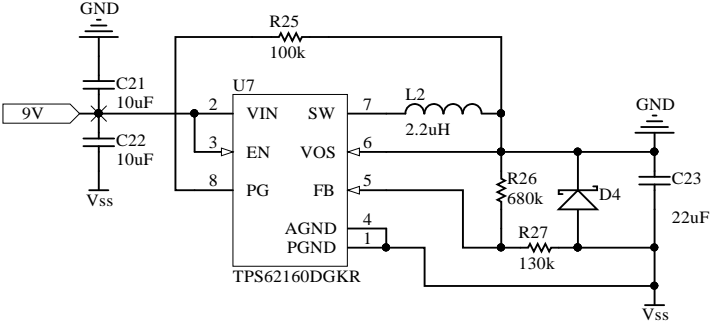 GND
R25
100k
C21
10uF
U7
9V
2
VIN
SW
7
L2
2.2uH
GND
C22
10uF
3
EN
VOS
6
R26
680k
D4
C23
22uF
Vss
8
PG
FB
5
AGND
4
PGND
1
R27
130k
TPS62160DGKR
Vss